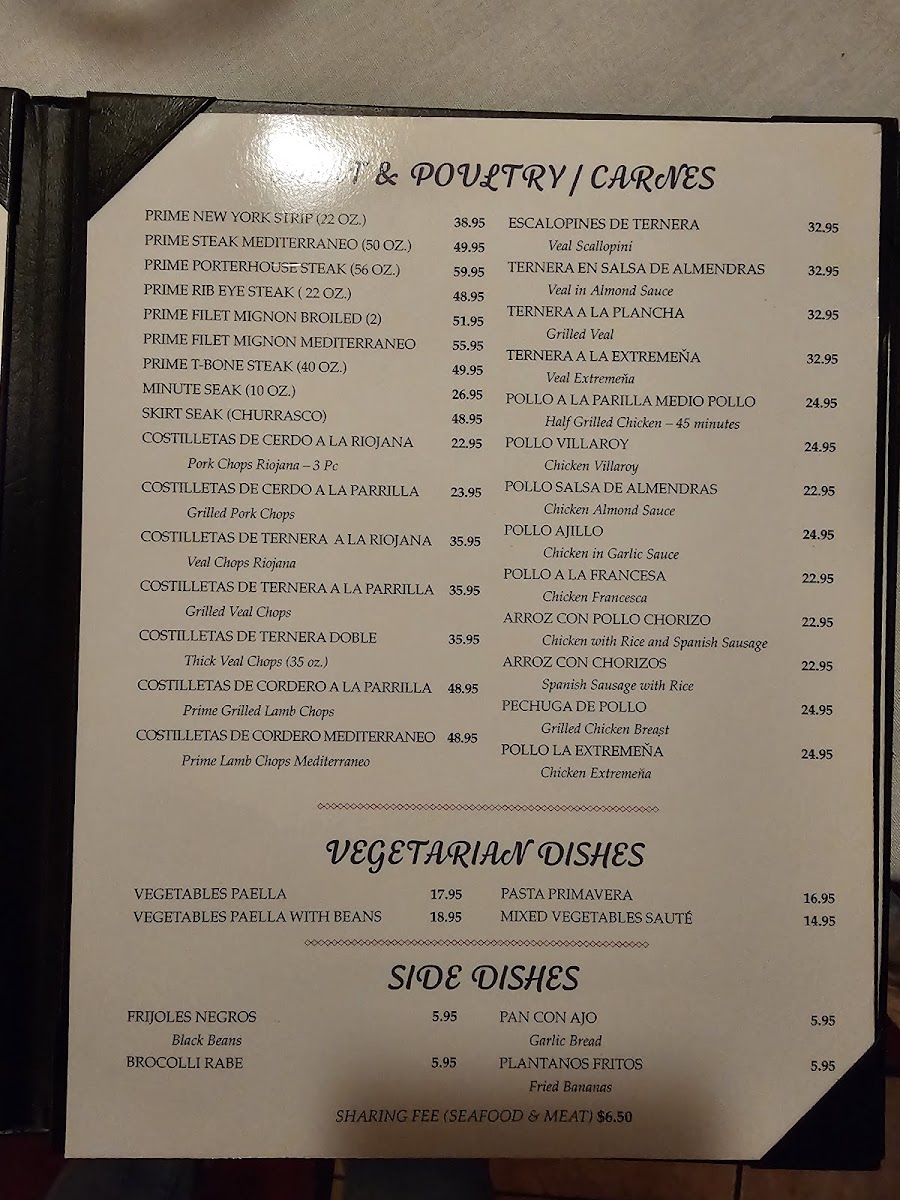 & POULTRY / CARNES
PRIME NEW YORK STRIP (22 OZ.) 38.95
PRIME STEAK MEDITERRANEO (50 OZ.) 49.95
PRIME PORTERHOUSE STEAK (56 OZ.) 59.95
PRIME RIB EYE STEAK ( 22 OZ.) 48.95
PRIME FILET MIGNON BROILED (2) 51.95
PRIME FILET MIGNON MEDITERRANEO 55.95
PRIME T-BONE STEAK (40 OZ.) 49.95
MINUTE SEAK (10 OZ.) 26.95
SKIRT SEAK (CHURRASCO) 48.95
COSTILLETAS DE CERDO A LA RIOJANA 22.95
Pork Chops Riojana – 3 Pc
COSTILLETAS DE CERDO A LA PARRILLA 23.95
Grilled Pork Chops
COSTILLETAS DE TERNERA A LA RIOJANA 35.95
Veal Chops Riojana
COSTILLETAS DE TERNERA A LA PARRILLA 35.95
Grilled Veal Chops
COSTILLETAS DE TERNERA DOBLE 35.95
Thick Veal Chops (35 oz.)
COSTILLETAS DE CORDERO A LA PARRILLA 48.95
Prime Grilled Lamb Chops
COSTILLETAS DE CORDERO MEDITERRANEO 48.95
Prime Lamb Chops Mediterraneo
ESCALOPINES DE TERNERA 32.95
Veal Scallopini
TERNERA EN SALSA DE ALMENDRAS 32.95
Veal in Almond Sauce
TERNERA A LA PLANCHA 32.95
Grilled Veal
TERNERA A LA EXTREMEÑA 32.95
Veal Extremeña
POLLO A LA PARILLA MEDIO POLLO 24.95
Half Grilled Chicken – 45 minutes
POLLO VILLAROY 24.95
Chicken Villaroy
POLLO SALSA DE ALMENDRAS 22.95
Chicken Almond Sauce
POLLO AJILLO 24.95
Chicken in Garlic Sauce
POLLO A LA FRANCESA 22.95
Chicken Francesca
ARROZ CON POLLO CHORIZO 22.95
Chicken with Rice and Spanish Sausage
ARROZ CON CHORIZOS 22.95
Spanish Sausage with Rice
PECHUGA DE POLLO 24.95
Grilled Chicken Breast
POLLO LA EXTREMEÑA 24.95
Chicken Extremeña
VEGETARIAN DISHES
VEGETABLES PAELLA 17.95
VEGETABLES PAELLA WITH BEANS 18.95
PASTA PRIMAVERA 16.95
MIXED VEGETABLES SAUTÉ 14.95
SIDE DISHES
FRIJOLES NEGROS 5.95
Black Beans
BROCOLLI RABE 5.95
PAN CON AJO 5.95
Garlic Bread
PLANTANOS FRITOS 5.95
Fried Bananas
SHARING FEE (SEAFOOD & MEAT) $6.50